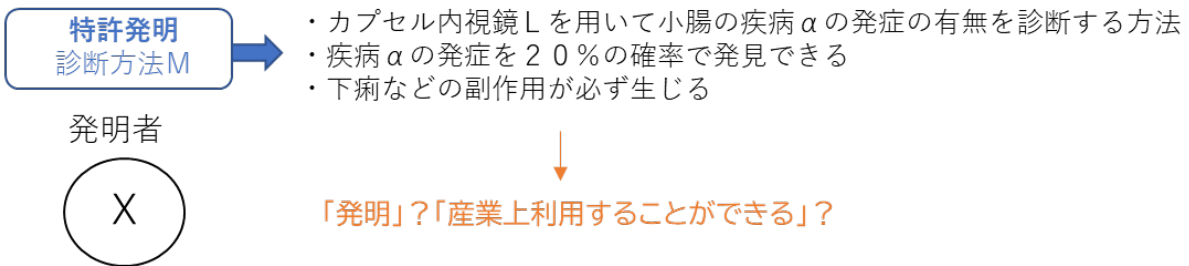 特許発明
診断方法M
・カプセル内視鏡Lを用いて小腸の疾病αの発症の有無を診断する方法
・疾病αの発症を２０％の確率で発見できる
・下痢などの副作用が必ず生じる
発明者
X
「発明」？「産業上利用することができる」？